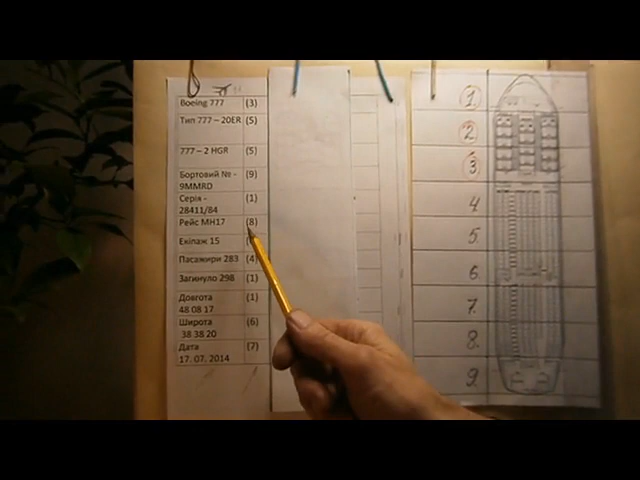 Boeing 777 (3)
Тип 777 – 20ER (5)
777 – 2 HGR (5)
Бортовий № - (9)
9MMRD
Серія - (1)
28411/84
Рейс МН17 (8)
Екіпаж 15
Пасажири 283 (4)
Загинуло 298 (1)
Довгота (1)
48 08 17
Широта (6)
38 38 20
Дата (7)
17. 07. 2014
1
2
3
4
5.
6.
7.
8.
9.